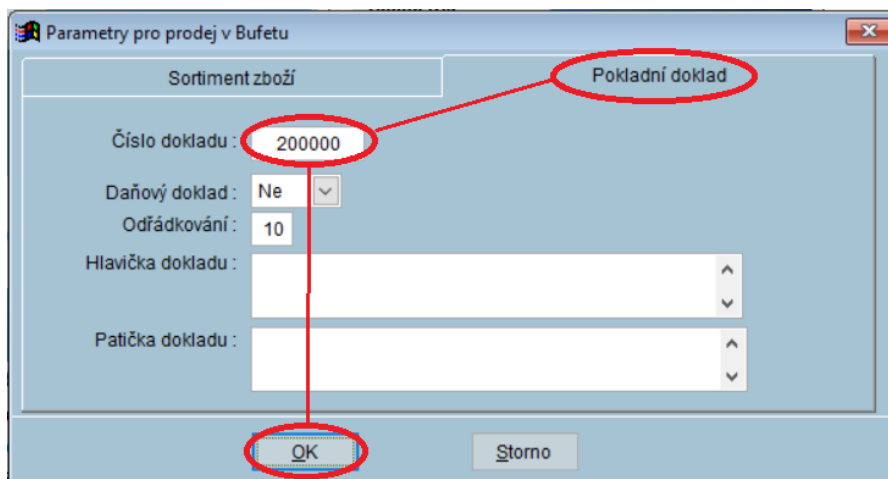 Parametry pro prodej v Bufetu
Sortiment zboží
Pokladní doklad
Číslo dokladu :
200000
Daňový doklad :
Ne
Odřádkování :
10
Hlavička dokladu :
Patička dokladu :
OK
Storno